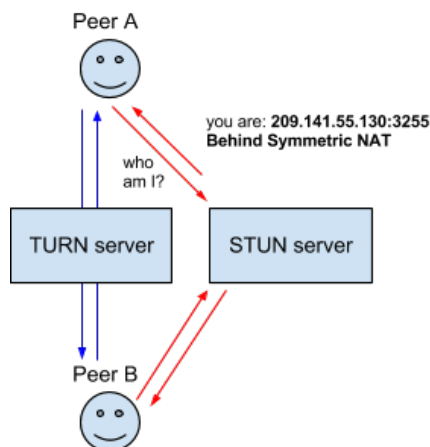 Peer A
you are: 209.141.55.130:3255
Behind Symmetric NAT
who
am I?
TURN server
STUN server
Peer B